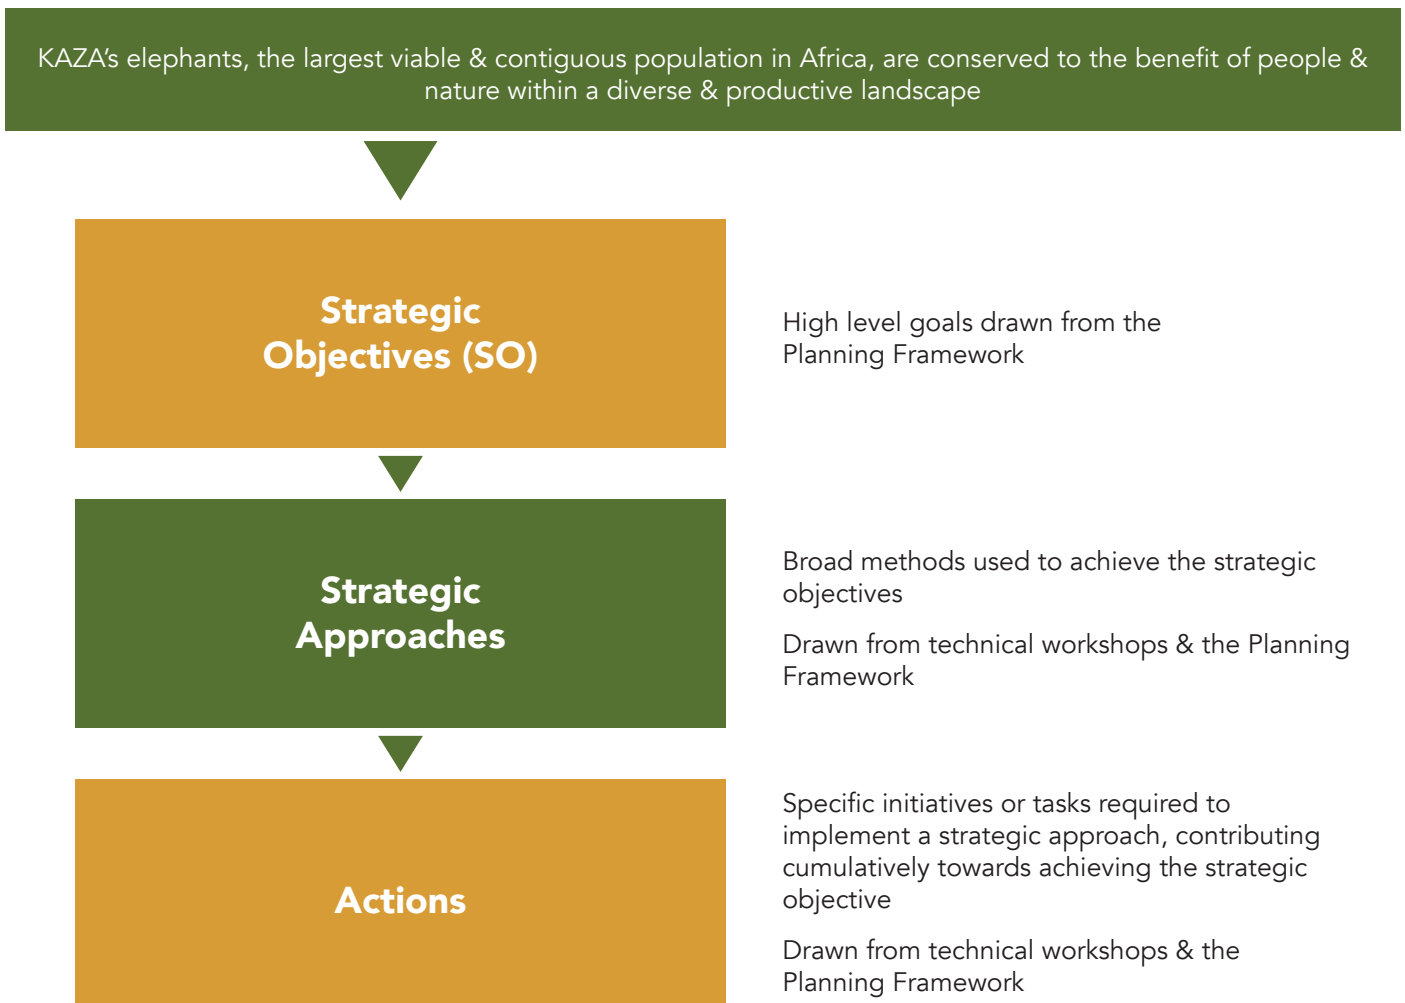 KAZA’s elephants, the largest viable & contiguous population in Africa, are conserved to the benefit of people &
nature within a diverse & productive landscape
Strategic
Objectives (SO)
High level goals drawn from the
Planning Framework
Strategic
Approaches
Broad methods used to achieve the strategic
objectives
Drawn from technical workshops & the Planning
Framework
Actions
Specific initiatives or tasks required to
implement a strategic approach, contributing
cumulatively towards achieving the strategic
objective
Drawn from technical workshops & the
Planning Framework